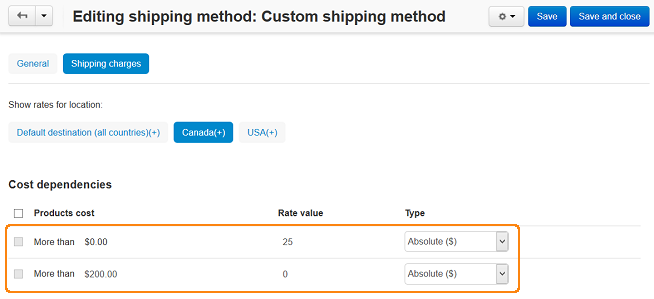 Editing shipping method: Custom shipping method
Save
Save and close
General
Shipping charges
Show rates for location:
Default destination (all countries)(+)
Canada(+)
USA(+)
Cost dependencies
Products cost Rate value Type
More than $0.00 25 Absolute ($)
More than $200.00 0 Absolute ($)